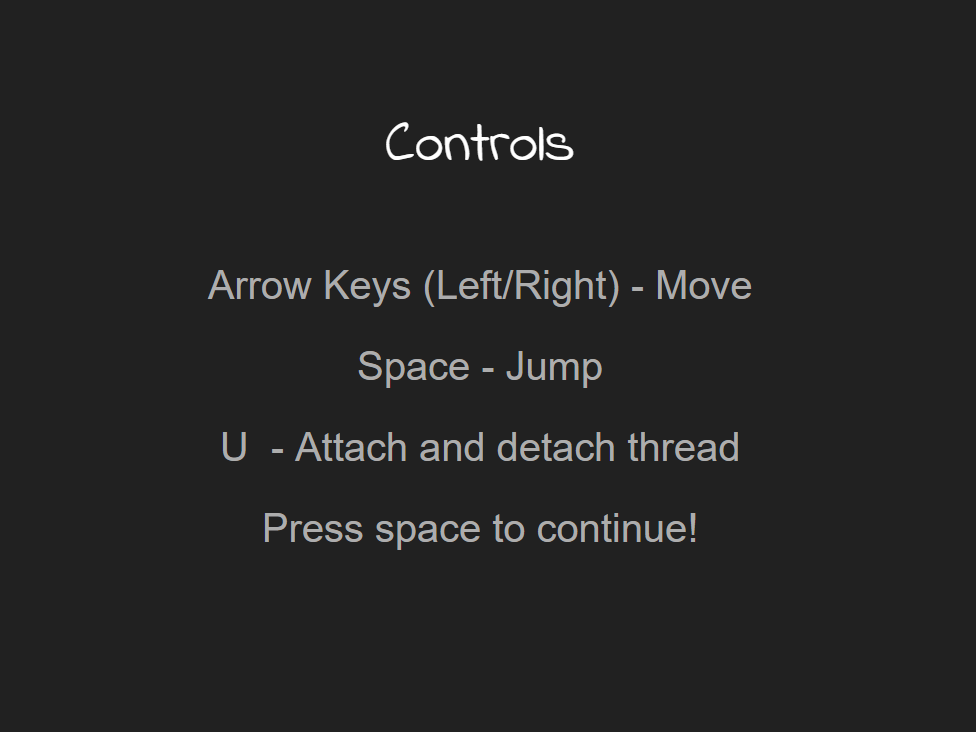 Controls
Arrow Keys (Left/Right) - Move
Space - Jump
U  - Attach and detach thread
Press space to continue!